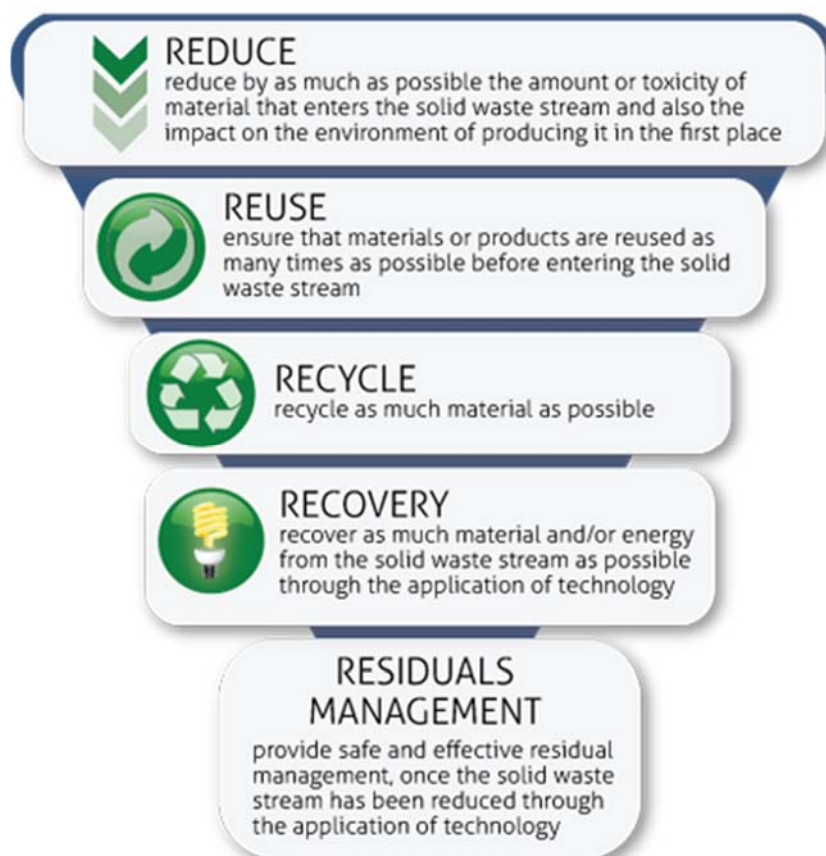 REDUCE
reduce by as much as possible the amount or toxicity of
material that enters the solid waste stream and also the
impact on the environment of producing it in the first place
REUSE
ensure that materials or products are reused as
many times as possible before entering the solid
waste stream
RECYCLE
recycle as much material as possible
RECOVERY
recover as much material and/or energy
from the solid waste stream as possible
through the application of technology
RESIDUALS
MANAGEMENT
provide safe and effective residual
management, once the solid waste
stream has been reduced through
the application of technology